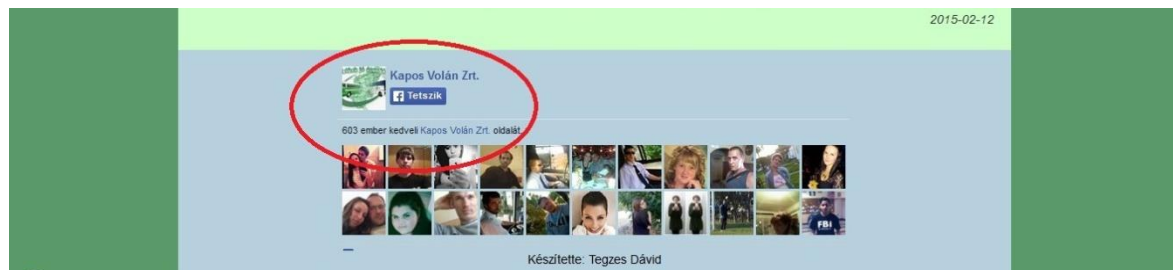 2015-02-12
Kapos Volán Zrt.
Tetszik
603 ember kedveli Kapos Volán Zrt. oldalát.
FBI
Készítette: Tegzes Dávid